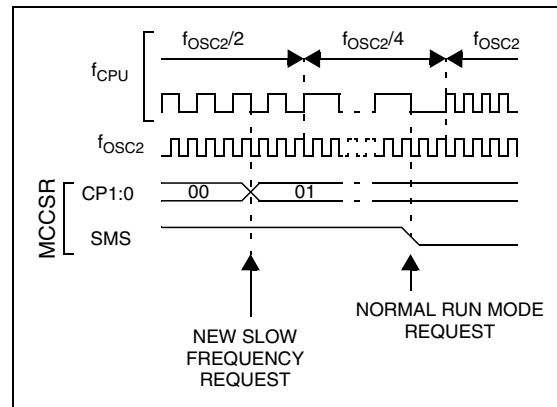 fOSC2/2 fOSC2/4 fOSC2
fCPU
fOSC2
MCCSR
CP1:0 00 01
SMS
NEW SLOW
FREQUENCY
REQUEST
NORMAL RUN MODE
REQUEST